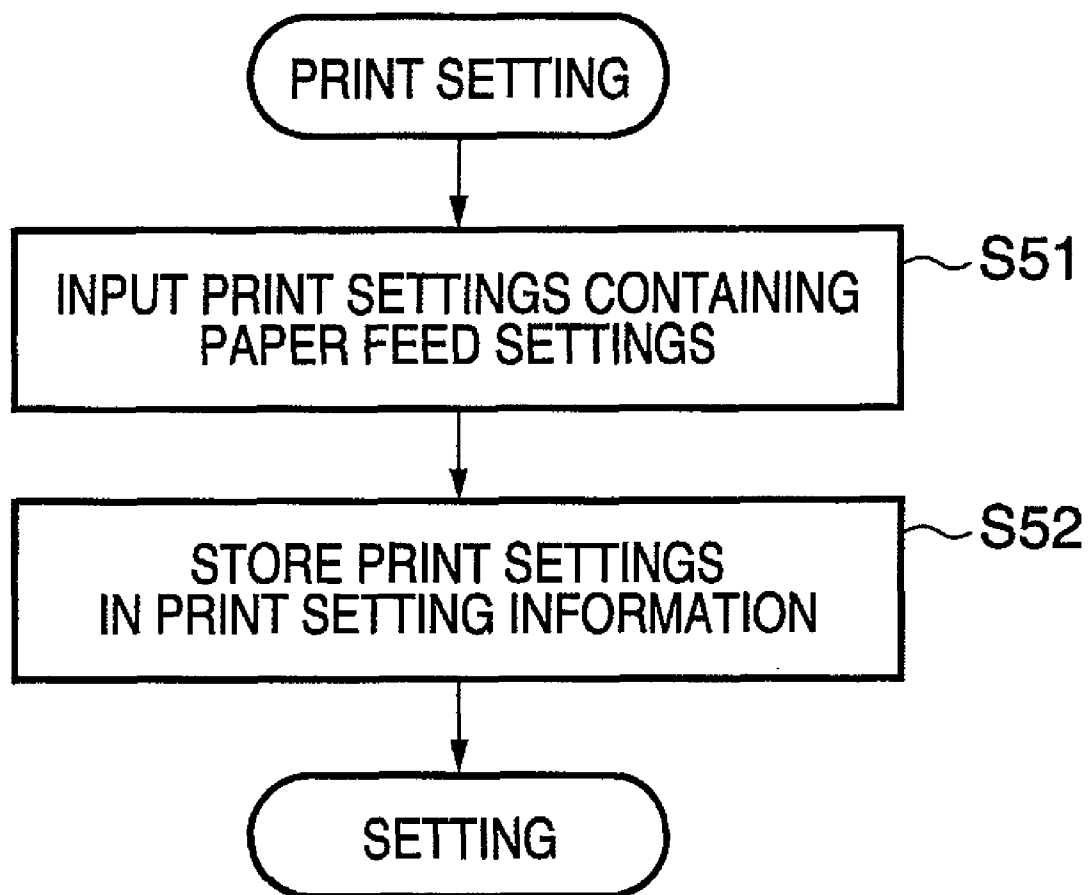 PRINT SETTING
INPUT PRINT SETTINGS CONTAINING
PAPER FEED SETTINGS
S51
STORE PRINT SETTINGS
IN PRINT SETTING INFORMATION
S52
SETTING